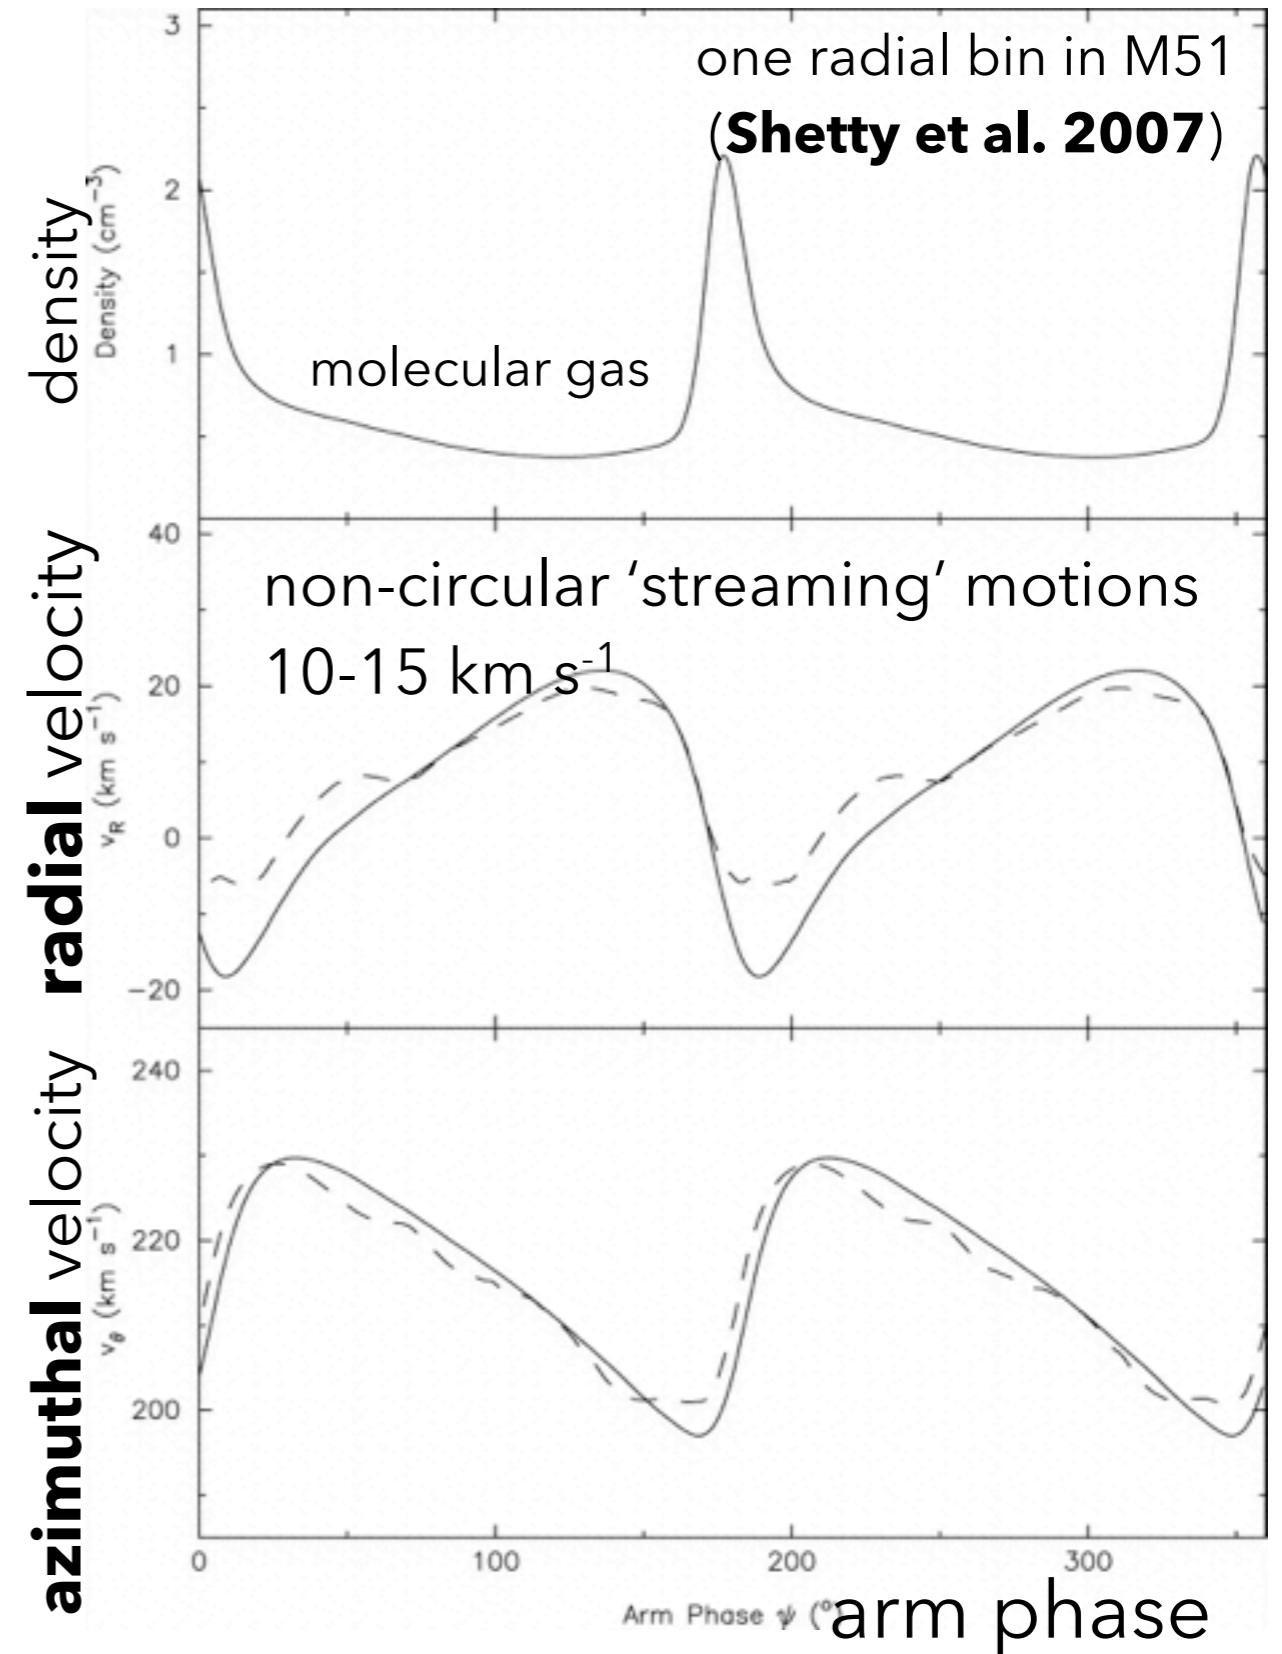 one radial bin in M51
(Shetty et al. 2007)
density
Density (cm⁻³)
3
2
1
molecular gas
radial velocity
v_R (km s⁻¹)
40
20
0
−20
non-circular ‘streaming’ motions
10-15 km s⁻¹
azimuthal velocity
v_θ (km s⁻¹)
240
220
200
0 100 200 300
Arm Phase ψ (°)
arm phase